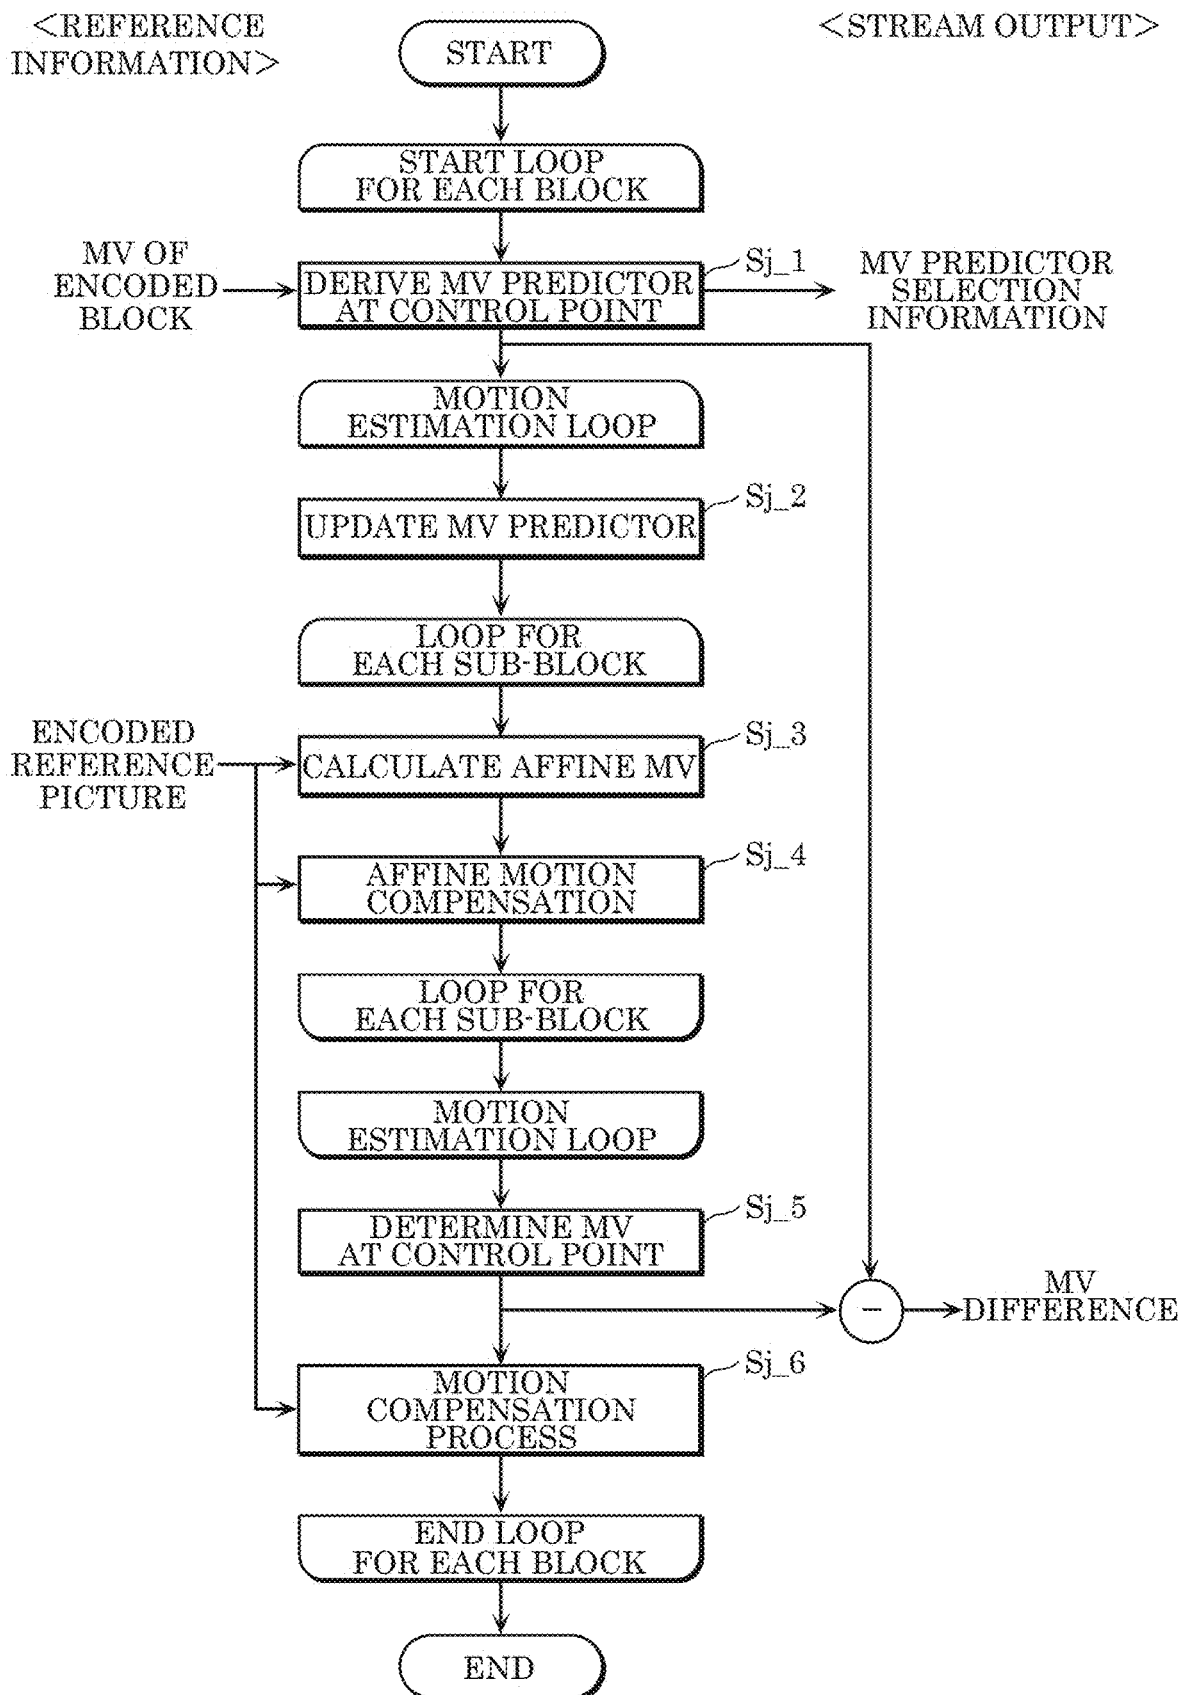 <REFERENCE
INFORMATION>
<STREAM OUTPUT>
START
START LOOP
FOR EACH BLOCK
MV OF
ENCODED
BLOCK
DERIVE MV PREDICTOR
AT CONTROL POINT
Sj_1
MV PREDICTOR
SELECTION
INFORMATION
MOTION
ESTIMATION LOOP
UPDATE MV PREDICTOR
Sj_2
LOOP FOR
EACH SUB-BLOCK
ENCODED
REFERENCE
PICTURE
CALCULATE AFFINE MV
Sj_3
AFFINE MOTION
COMPENSATION
Sj_4
LOOP FOR
EACH SUB-BLOCK
MOTION
ESTIMATION LOOP
DETERMINE MV
AT CONTROL POINT
Sj_5
−
MV
DIFFERENCE
MOTION
COMPENSATION
PROCESS
Sj_6
END LOOP
FOR EACH BLOCK
END